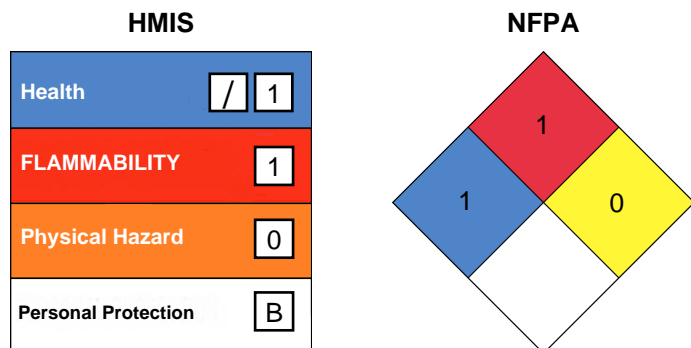 HMIS
NFPA
Health / 1
FLAMMABILITY 1
Physical Hazard 0
Personal Protection B
1
1 0